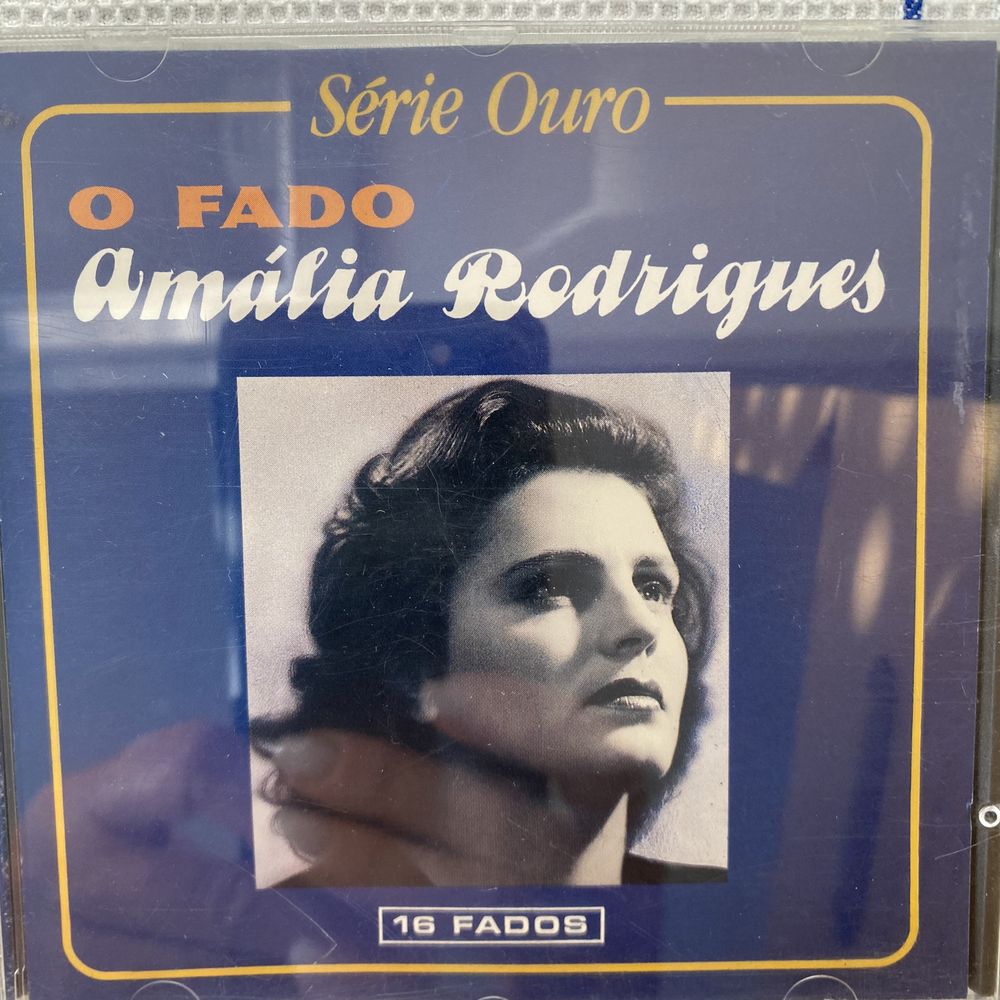 Série Ouro
O FADO
Amália Rodrigues
16 FADOS